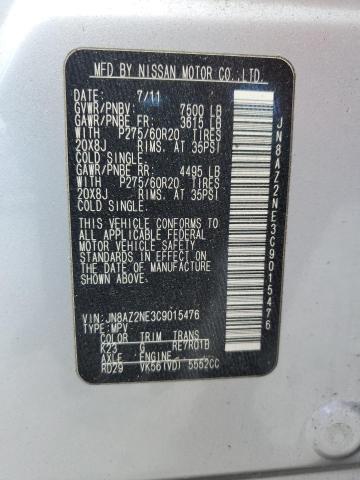 MFD BY NISSAN MOTOR CO., LTD.
DATE: 7/11
GVWR/PNBV: 7500 LB
GAWR/PNBE FR: 3615 LB
WITH P275/60R20 TIRES
20X8J RIMS. AT 35PSI
COLD SINGLE.
GAWR/PNBE RR: 4495 LB
WITH P275/60R20 TIRES
20X8J RIMS. AT 35PSI
COLD SINGLE.
THIS VEHICLE CONFORMS TO
ALL APPLICABLE FEDERAL
MOTOR VEHICLE SAFETY
STANDARDS IN EFFECT ON
THE DATE OF MANUFACTURE
SHOWN ABOVE.
VIN: JN8AZ2NE3C9015476
TYPE: MPV
COLOR TRIM TRANS
K23 G RE7R01B
AXLE ENGINE
RD29 VK56(VD) 5552CC
JN8AZ2NE3C9015476